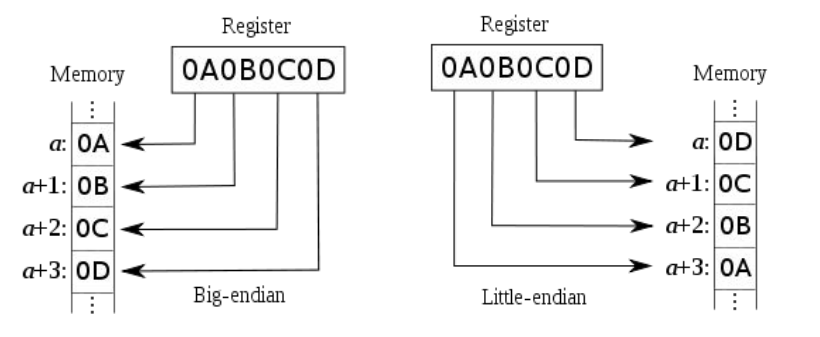 Register
0A0B0C0D
Memory
a: 0A
a+1: 0B
a+2: 0C
a+3: 0D
Big-endian
Register
0A0B0C0D
Memory
a: 0D
a+1: 0C
a+2: 0B
a+3: 0A
Little-endian